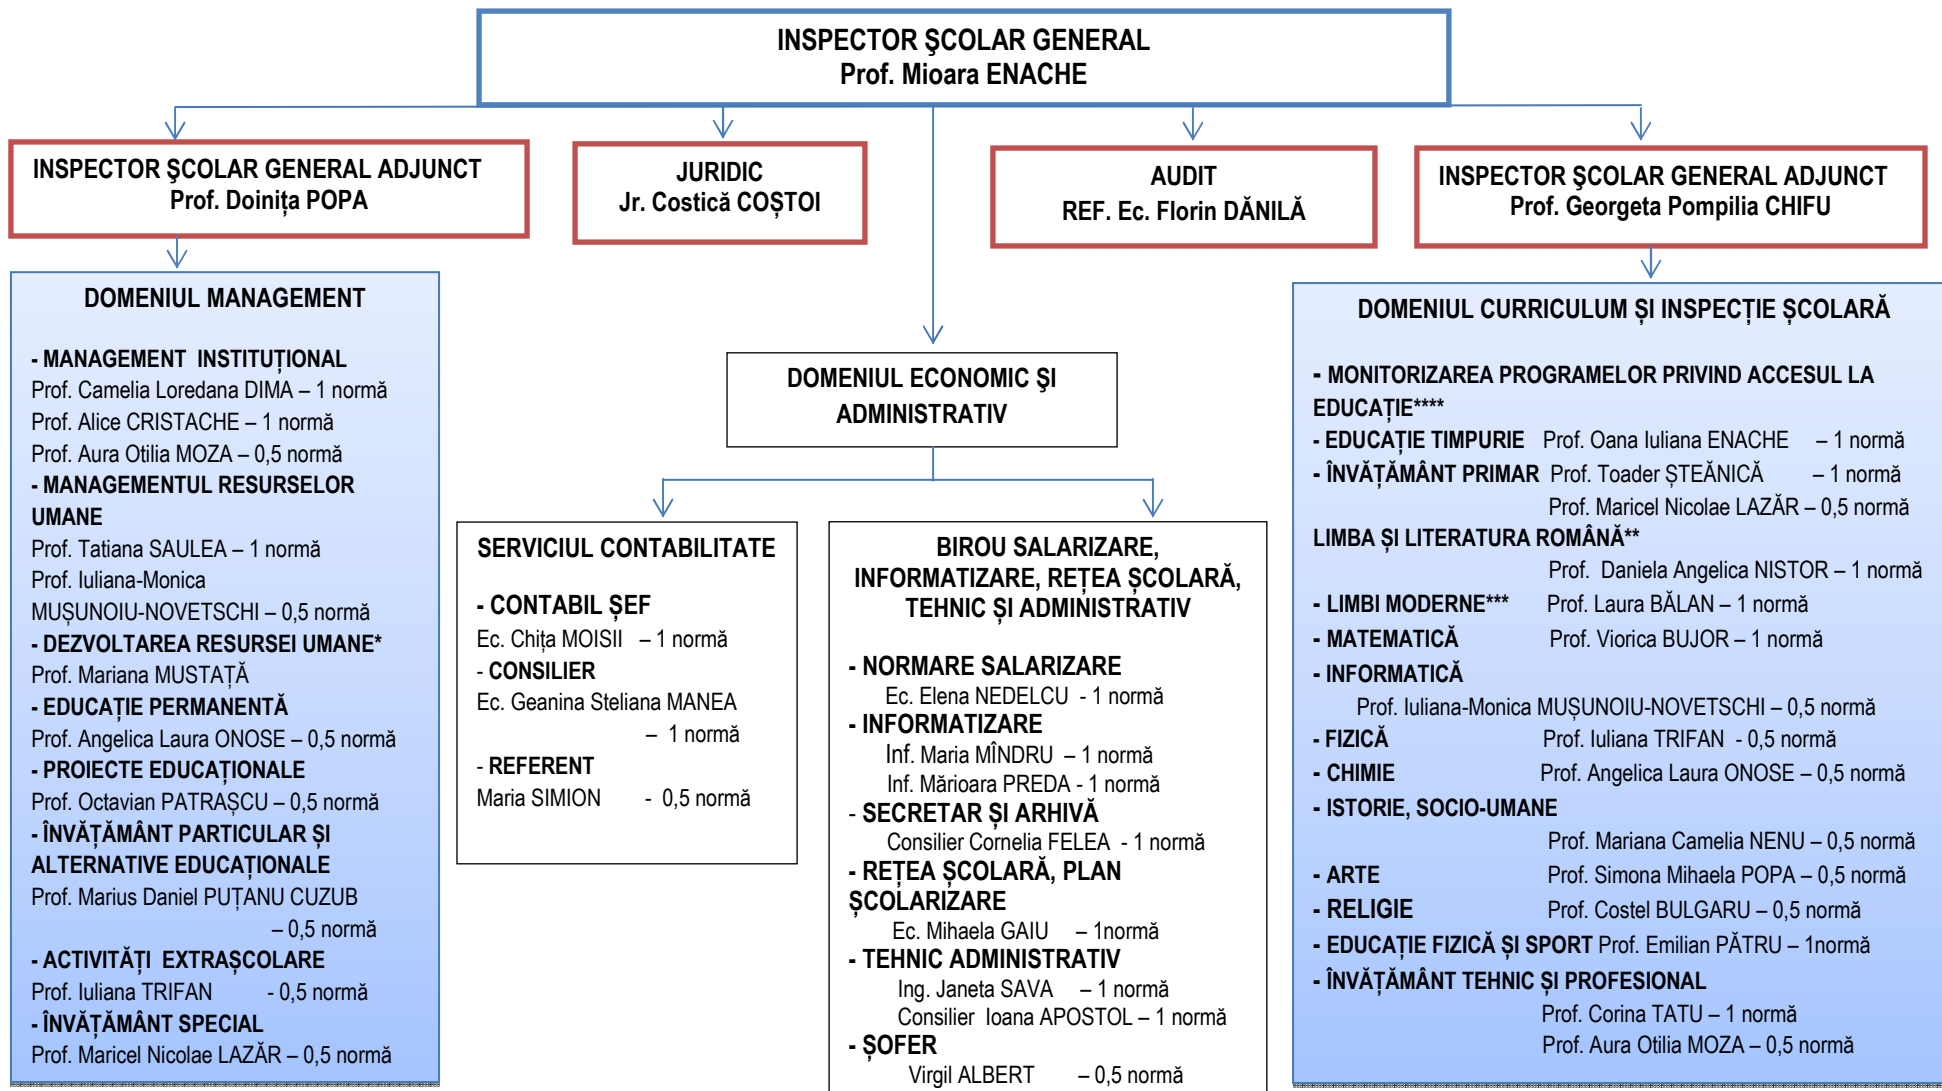 INSPECTOR ŞCOLAR GENERAL
Prof. Mioara ENACHE
INSPECTOR ŞCOLAR GENERAL ADJUNCT
Prof. Doinița POPA
JURIDIC
Jr. Costică COȘTOI
AUDIT
REF. Ec. Florin DĂNILĂ
INSPECTOR ŞCOLAR GENERAL ADJUNCT
Prof. Georgeta Pompilia CHIFU
DOMENIUL MANAGEMENT
- MANAGEMENT INSTITUȚIONAL
Prof. Camelia Loredana DIMA – 1 normă
Prof. Alice CRISTACHE – 1 normă
Prof. Aura Otilia MOZA – 0,5 normă
- MANAGEMENTUL RESURSELOR
UMANE
Prof. Tatiana SAULEA – 1 normă
Prof. Iuliana-Monica
MUȘUNOIU-NOVETSCHI – 0,5 normă
- DEZVOLTAREA RESURSEI UMANE*
Prof. Mariana MUSTAȚĂ
- EDUCAȚIE PERMANENTĂ
Prof. Angelica Laura ONOSE – 0,5 normă
- PROIECTE EDUCAȚIONALE
Prof. Octavian PATRAȘCU – 0,5 normă
- ÎNVĂȚĂMÂNT PARTICULAR ȘI
ALTERNATIVE EDUCAȚIONALE
Prof. Marius Daniel PUȚANU CUZUB
– 0,5 normă
- ACTIVITĂȚI EXTRAȘCOLARE
Prof. Iuliana TRIFAN - 0,5 normă
- ÎNVĂȚĂMÂNT SPECIAL
Prof. Maricel Nicolae LAZĂR – 0,5 normă
DOMENIUL ECONOMIC ŞI
ADMINISTRATIV
SERVICIUL CONTABILITATE
- CONTABIL ȘEF
Ec. Chița MOISII – 1 normă
- CONSILIER
Ec. Geanina Steliana MANEA
– 1 normă
- REFERENT
Maria SIMION - 0,5 normă
BIROU SALARIZARE,
INFORMATIZARE, REȚEA ȘCOLARĂ,
TEHNIC ȘI ADMINISTRATIV
- NORMARE SALARIZARE
Ec. Elena NEDELCU - 1 normă
- INFORMATIZARE
Inf. Maria MÎNDRU – 1 normă
Inf. Mărioara PREDA - 1 normă
- SECRETAR ȘI ARHIVĂ
Consilier Cornelia FELEA - 1 normă
- REȚEA ȘCOLARĂ, PLAN
ȘCOLARIZARE
Ec. Mihaela GAIU – 1normă
- TEHNIC ADMINISTRATIV
Ing. Janeta SAVA – 1 normă
Consilier Ioana APOSTOL – 1 normă
- ȘOFER
Virgil ALBERT – 0,5 normă
DOMENIUL CURRICULUM ȘI INSPECȚIE ȘCOLARĂ
- MONITORIZAREA PROGRAMELOR PRIVIND ACCESUL LA
EDUCAȚIE****
- EDUCAȚIE TIMPURIE Prof. Oana Iuliana ENACHE – 1 normă
- ÎNVĂȚĂMÂNT PRIMAR Prof. Toader ȘTEĂNICĂ – 1 normă
Prof. Maricel Nicolae LAZĂR – 0,5 normă
LIMBA ȘI LITERATURA ROMÂNĂ**
Prof. Daniela Angelica NISTOR – 1 normă
- LIMBI MODERNE*** Prof. Laura BĂLAN – 1 normă
- MATEMATICĂ Prof. Viorica BUJOR – 1 normă
- INFORMATICĂ
Prof. Iuliana-Monica MUȘUNOIU-NOVETSCHI – 0,5 normă
- FIZICĂ Prof. Iuliana TRIFAN - 0,5 normă
- CHIMIE Prof. Angelica Laura ONOSE – 0,5 normă
- ISTORIE, SOCIO-UMANE
Prof. Mariana Camelia NENU – 0,5 normă
- ARTE Prof. Simona Mihaela POPA – 0,5 normă
- RELIGIE Prof. Costel BULGARU – 0,5 normă
- EDUCAȚIE FIZICĂ ȘI SPORT Prof. Emilian PĂTRU – 1normă
- ÎNVĂȚĂMÂNT TEHNIC ȘI PROFESIONAL
Prof. Corina TATU – 1 normă
Prof. Aura Otilia MOZA – 0,5 normă